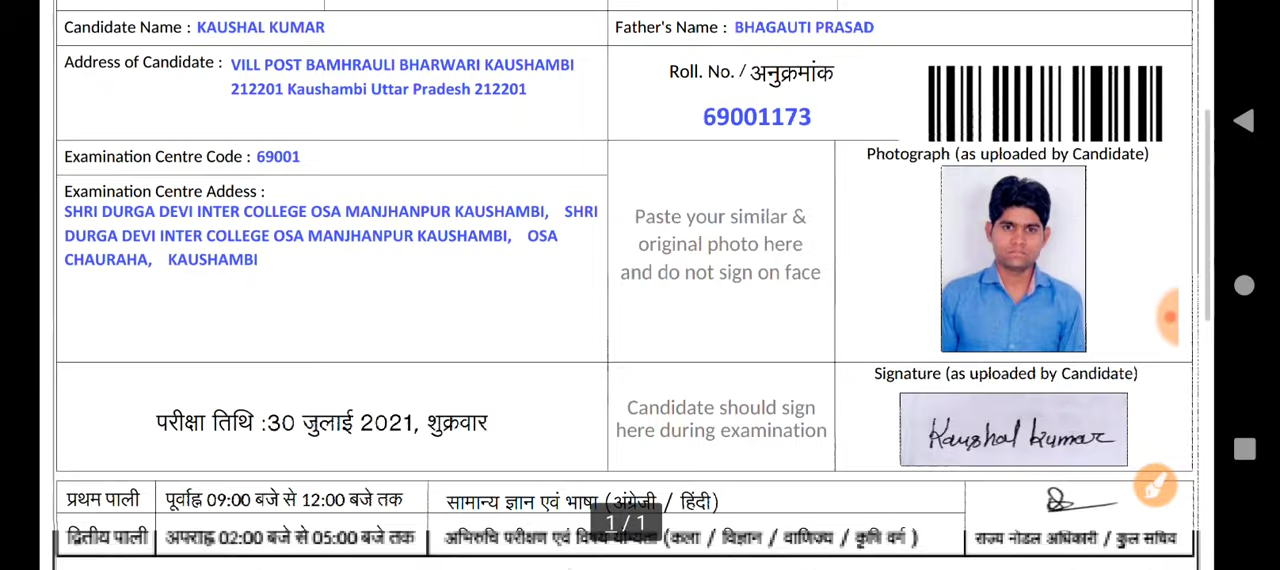 Candidate Name : KAUSHAL KUMAR
Father's Name : BHAGAUTI PRASAD
Address of Candidate : VILL POST BAMHRAULI BHARWARI KAUSHAMBI
212201 Kaushambi Uttar Pradesh 212201
Roll. No. / अनुक्रमांक
69001173
Examination Centre Code : 69001
Examination Centre Address :
SHRI DURGA DEVI INTER COLLEGE OSA MANJHANPUR KAUSHAMBI, SHRI
DURGA DEVI INTER COLLEGE OSA MANJHANPUR KAUSHAMBI, OSA
CHAURAHA, KAUSHAMBI
Paste your similar &
original photo here
and do not sign on face
Photograph (as uploaded by Candidate)
परीक्षा तिथि :30 जुलाई 2021, शुक्रवार
Candidate should sign
here during examination
Signature (as uploaded by Candidate)
Kaushal kumar
प्रथम पाली पूर्वाह्न 09:00 बजे से 12:00 बजे तक सामान्य ज्ञान एवं भाषा (अंग्रेजी / हिंदी)
1 / 1
द्वितीय पाली अपराह्न 02:00 बजे से 05:00 बजे तक अभिरुचि परीक्षण एवं विषय योग्यता (कला / विज्ञान / वाणिज्य / कृषि वर्ग ) राज्य नोडल अधिकारी / कुल सचिव